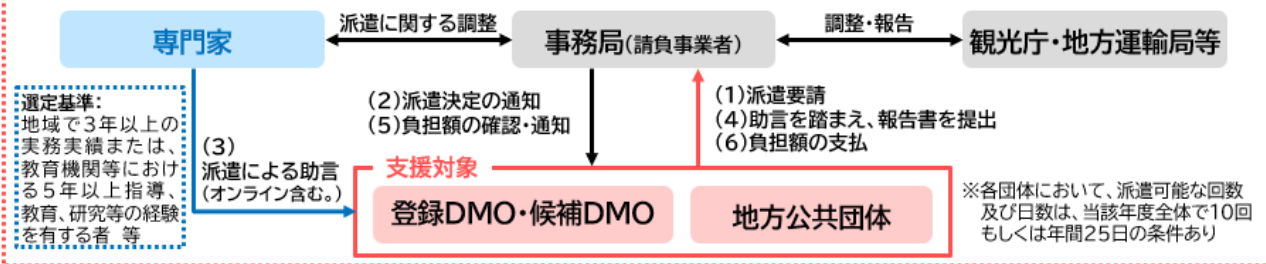 専門家
派遣に関する調整
事務局(請負事業者)
調整・報告
観光庁・地方運輸局等
選定基準:
地域で3年以上の
実務実績または、
教育機関等におけ
る5年以上指導、
教育、研究等の経験
を有する者 等
(3)
派遣による助言
(オンライン含む。)
(2)派遣決定の通知
(5)負担額の確認・通知
(1)派遣要請
(4)助言を踏まえ、報告書を提出
(6)負担額の支払
支援対象
登録DMO・候補DMO
地方公共団体
※各団体において、派遣可能な回数
及び日数は、当該年度全体で10回
もしくは年間25日の条件あり